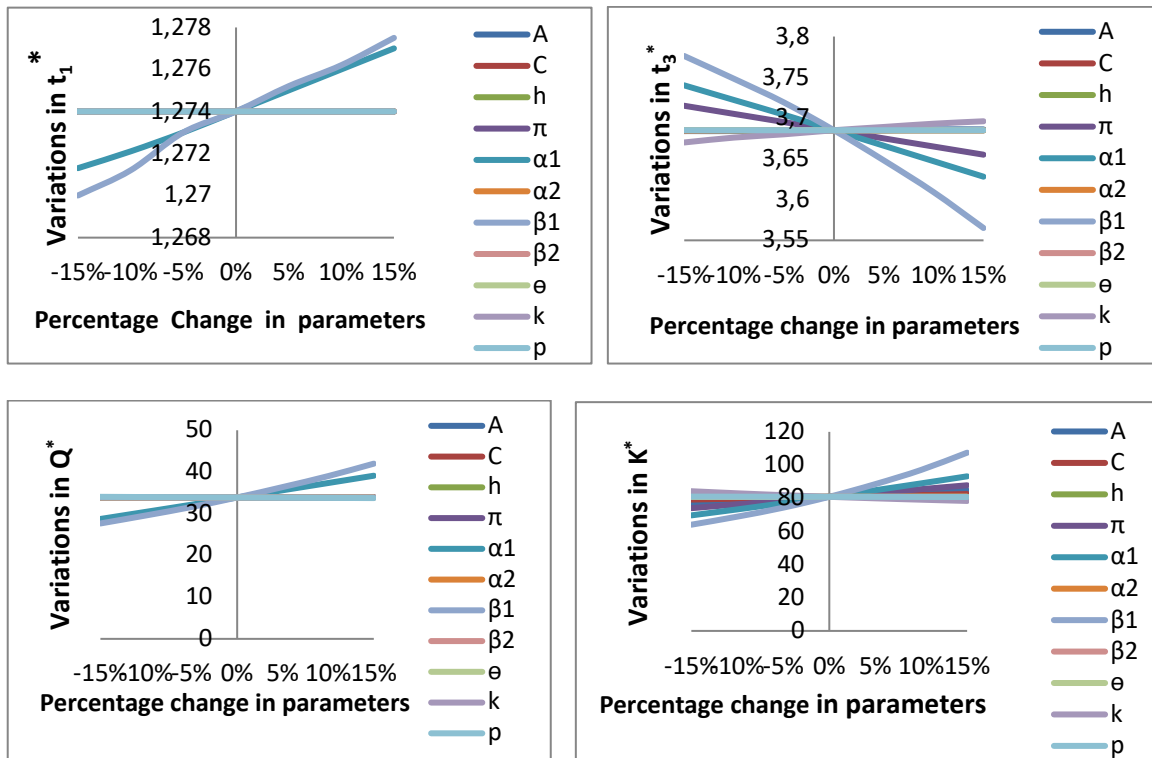 Variations in t₁*
1,278
1,276
1,274
1,272
1,27
1,268
-15%-10% -5% 0% 5% 10% 15%
Percentage Change in parameters
A
C
h
π
α1
α2
β1
β2
ɵ
k
p
Variations in t₃*
3,8
3,75
3,7
3,65
3,6
3,55
-15%-10%-5% 0% 5% 10% 15%
Percentage change in parameters
A
C
h
π
α1
α2
β1
β2
ɵ
k
p
Variations in Q*
50
40
30
20
10
0
-15%10%-5% 0% 5% 10%15%
Percentage change in parameters
A
C
h
π
α1
α2
β1
β2
ɵ
k
p
Variations in K*
120
100
80
60
40
20
0
-15%10%-5% 0% 5% 10%15%
Percentage change in parameters
A
C
h
π
α1
α2
β1
β2
ɵ
k
p